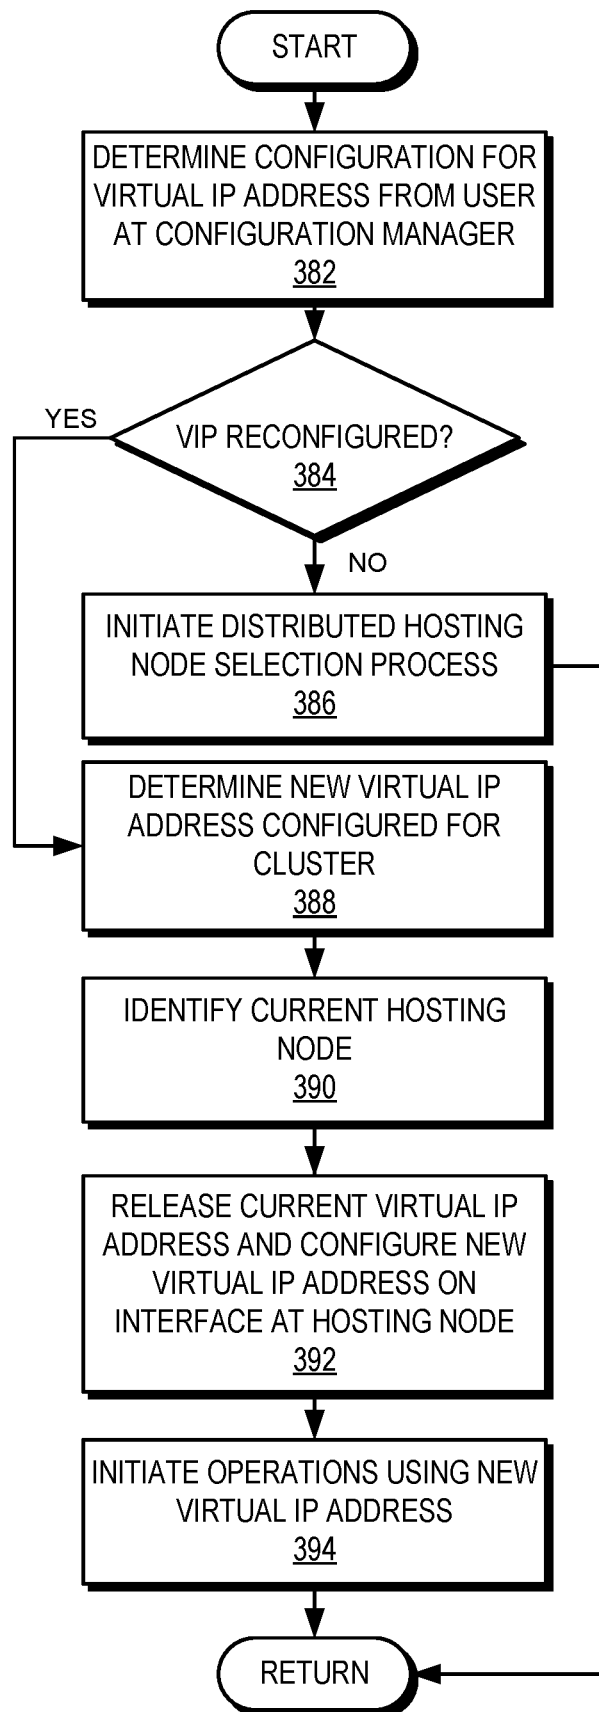 START
DETERMINE CONFIGURATION FOR
VIRTUAL IP ADDRESS FROM USER
AT CONFIGURATION MANAGER
382
YES
VIP RECONFIGURED?
384
NO
INITIATE DISTRIBUTED HOSTING
NODE SELECTION PROCESS
386
DETERMINE NEW VIRTUAL IP
ADDRESS CONFIGURED FOR
CLUSTER
388
IDENTIFY CURRENT HOSTING
NODE
390
RELEASE CURRENT VIRTUAL IP
ADDRESS AND CONFIGURE NEW
VIRTUAL IP ADDRESS ON
INTERFACE AT HOSTING NODE
392
INITIATE OPERATIONS USING NEW
VIRTUAL IP ADDRESS
394
RETURN